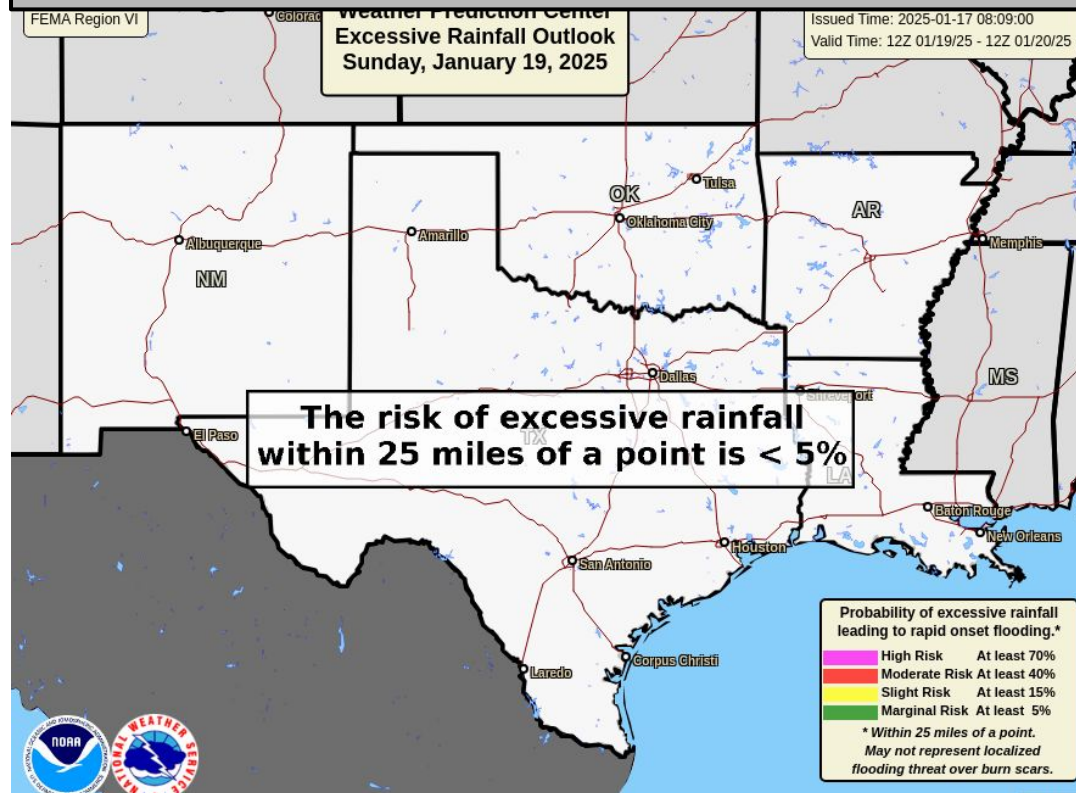 FEMA Region VI
Weather Prediction Center
Excessive Rainfall Outlook
Sunday, January 19, 2025
Issued Time: 2025-01-17 08:09:00
Valid Time: 12Z 01/19/25 - 12Z 01/20/25
Colorad
Tulsa
OK
Oklahoma City
AR
Albuquerque
Amarillo
Memphis
NM
Dallas
MS
Shreveport
The risk of excessive rainfall
within 25 miles of a point is < 5%
El Paso
TX
LA
Baton Rouge
New Orleans
Houston
San Antonio
Laredo
Corpus Christi
Probability of excessive rainfall
leading to rapid onset flooding.*
High Risk At least 70%
Moderate Risk At least 40%
Slight Risk At least 15%
Marginal Risk At least 5%
* Within 25 miles of a point.
May not represent localized
flooding threat over burn scars.
NOAA
NATIONAL WEATHER SERVICE